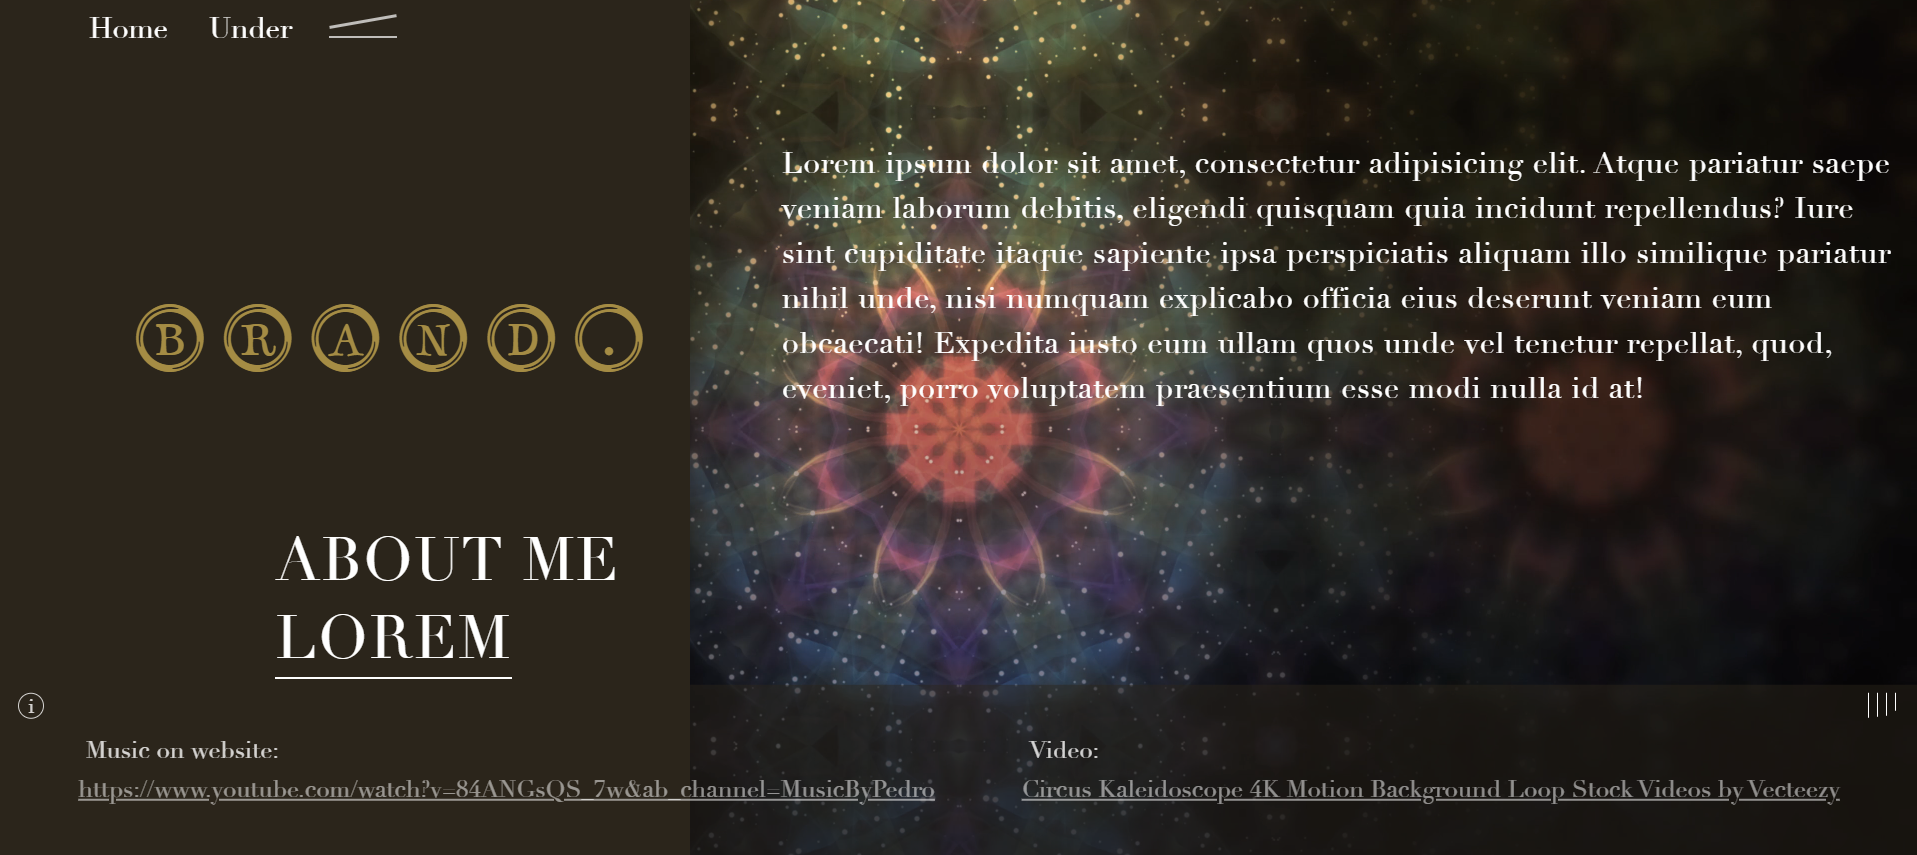 Home Under
BRAND.
ABOUT ME
LOREM
Lorem ipsum dolor sit amet, consectetur adipisicing elit. Atque pariatur saepe
veniam laborum debitis, eligendi quisquam quia incidunt repellendus? Iure
sint cupiditate itaque sapiente ipsa perspiciatis aliquam illo similique pariatur
nihil unde, nisi numquam explicabo officia eius deserunt veniam eum
obcaecati! Expedita iusto eum ullam quos unde vel tenetur repellat, quod,
eveniet, porro voluptatem praesentium esse modi nulla id at!
i
Music on website:
https://www.youtube.com/watch?v=84ANGsQS_7w&ab_channel=MusicByPedro
Video:
Circus Kaleidoscope 4K Motion Background Loop Stock Videos by Vecteezy